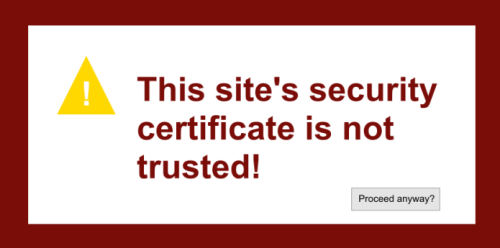 !
This site's security
certificate is not
trusted!
Proceed anyway?